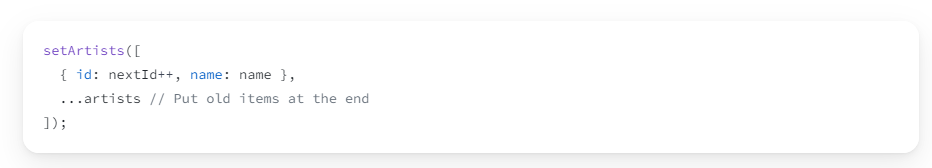 setArtists([
  { id: nextId++, name: name },
  ...artists // Put old items at the end
]);